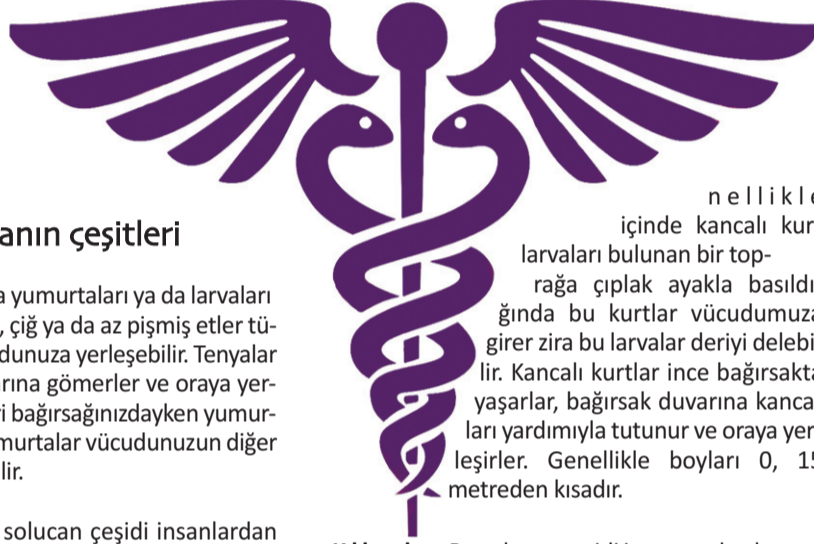 anın çeşitleri
a yumurtaları ya da larvaları
, çiğ ya da az pişmiş etler tü-
dunuza yerleşebilir. Tenyalar
arına gömerler ve oraya yer-
ri bağırsağınızdayken yumur-
murtalar vücudunuzun diğer
lir.
solucan çeşidi insanlardan
nellikle
içinde kancalı kur
larvaları bulunan bir top-
rağa çıplak ayakla basıldı
ğında bu kurtlar vücudumuza
girer zira bu larvalar deriyi delebi
lir. Kancalı kurtlar ince bağırsakta
yaşarlar, bağırsak duvarına kanca
ları yardımıyla tutunur ve oraya yer
leşirler. Genellikle boyları 0, 15
metreden kısadır.